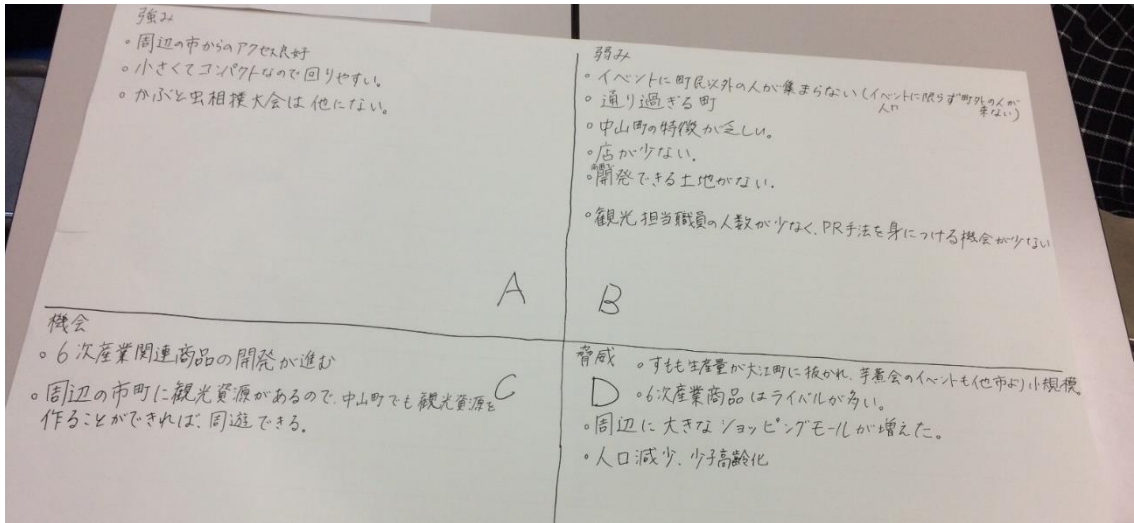 強み
。周辺の市からのアクセス良好
。小さくてコンパクトなので回りやすい。
。かぶと虫相撲大会は他にない。
A
弱み
。イベントに町民以外の人が集まらない(イベントに限らず町外の人が
来ない)
。通り過ぎる町
。中山町の特徴が乏しい。
。店が少ない。
。開発できる土地がない。
。観光担当職員の人数が少なく、PR手法を身につける機会が少ない
B
機会
。6次産業関連商品の開発が進む
。周辺の市町に観光資源があるので、中山町でも観光資源を
作ることができれば、周遊できる。
C
脅威
。すもも生産量が大江町に抜かれ、芋煮会のイベントも他市より小規模。
。6次産業商品はライバルが多い。
。周辺に大きなショッピングモールが増えた。
。人口減少、少子高齢化
D